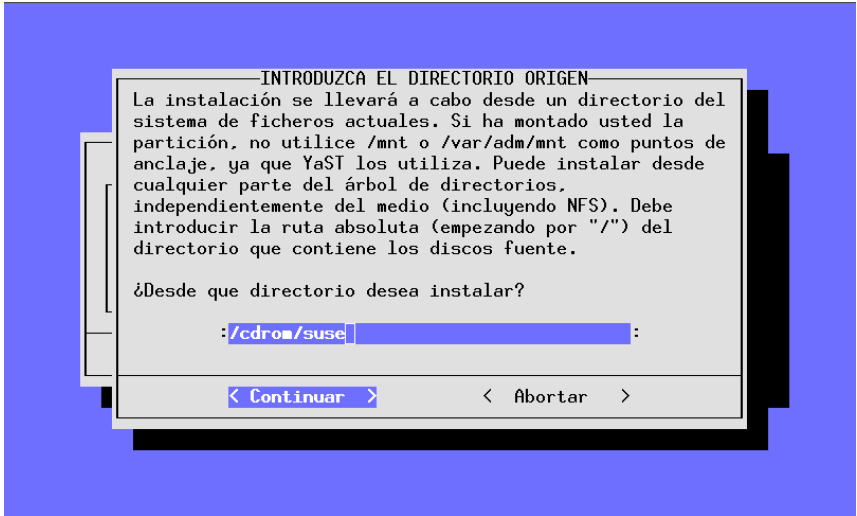 INTRODUZCA EL DIRECTORIO ORIGEN
La instalación se llevará a cabo desde un directorio del
sistema de ficheros actuales. Si ha montado usted la
partición, no utilice /mnt o /var/adm/mnt como puntos de
anclaje, ya que YaST los utiliza. Puede instalar desde
cualquier parte del árbol de directorios,
independientemente del medio (incluyendo NFS). Debe
introducir la ruta absoluta (empezando por "/") del
directorio que contiene los discos fuente.
¿Desde que directorio desea instalar?
:/cdrom/suse :
< Continuar > < Abortar >